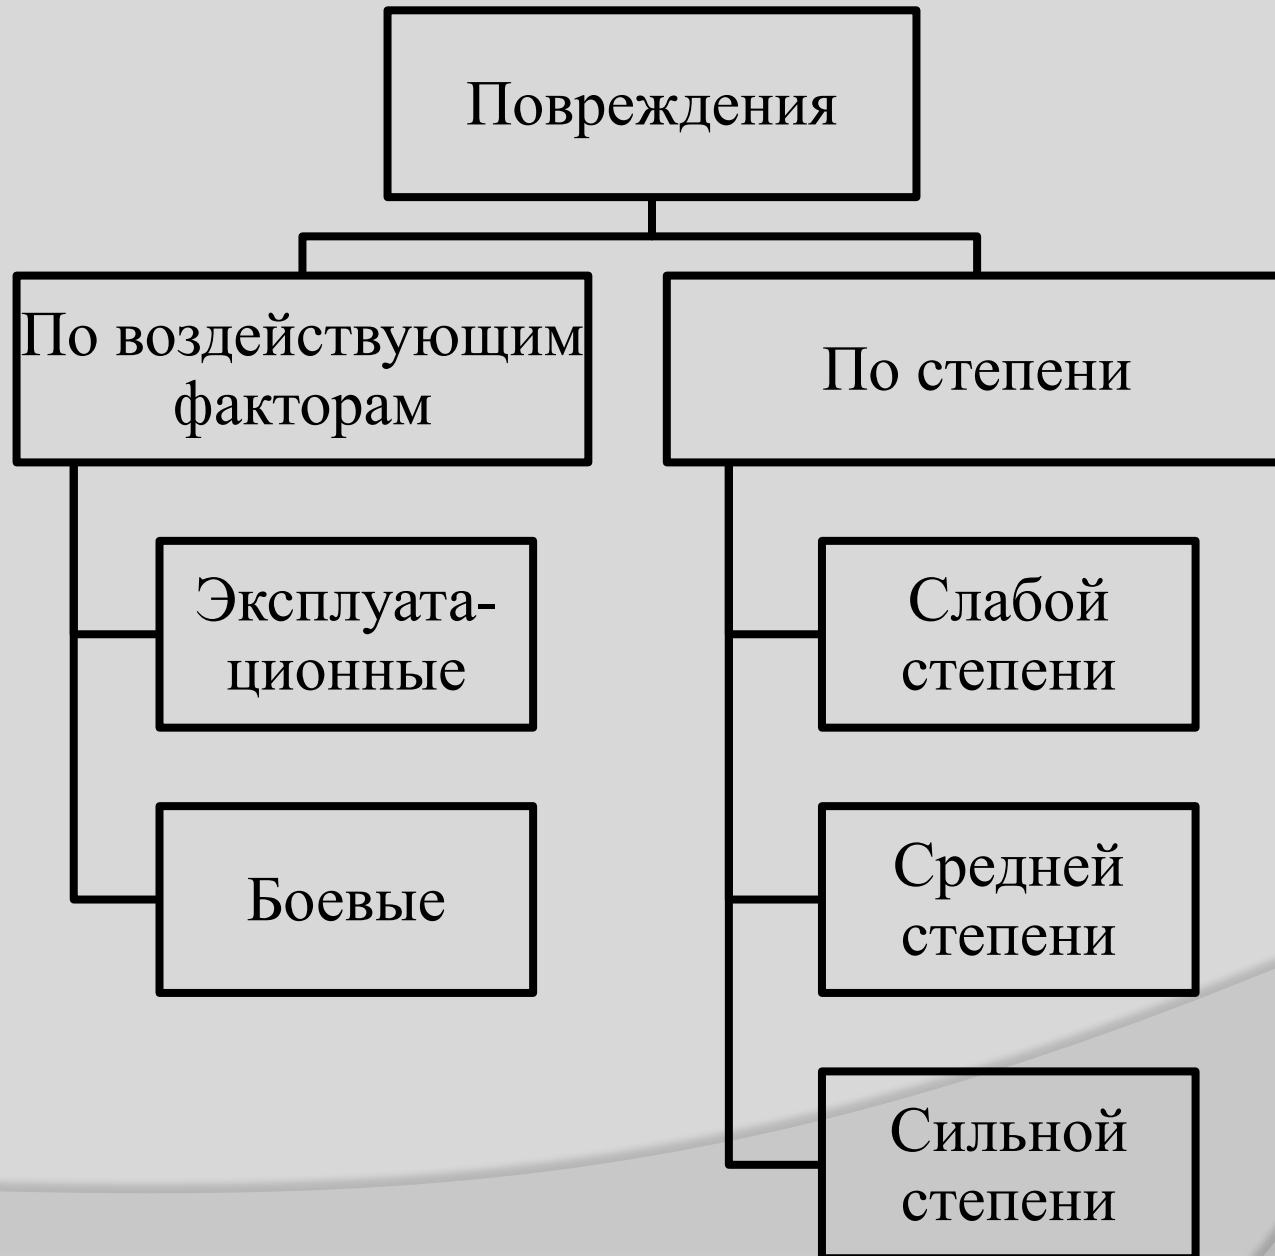 Повреждения
По воздействующим
факторам
По степени
Эксплуата-
ционные
Слабой
степени
Боевые
Средней
степени
Сильной
степени